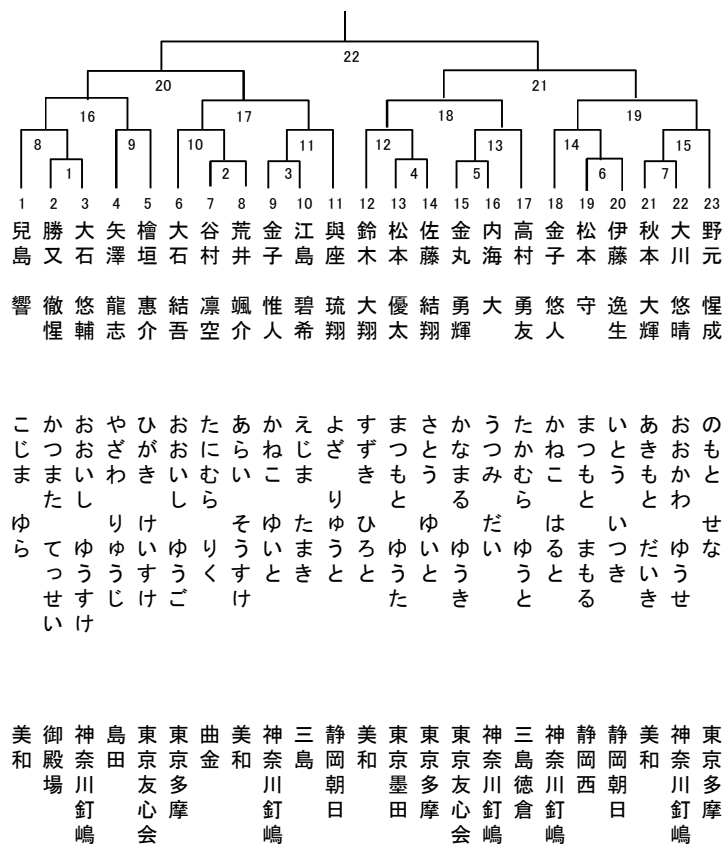 22
20
21
16
17
18
19
8
9
10
11
12
13
14
15
1
2
3
4
5
6
7
1 2 3 4 5 6 7 8 9 10 11 12 13 14 15 16 17 18 19 20 21 22 23
兒島 響
勝又 徹惺
大石 悠輔
矢澤 龍志
檜垣 惠介
大石 結吾
谷村 凛空
荒井 颯介
金子 惟人
江島 碧希
與座 琉翔
鈴木 大翔
松本 優太
佐藤 結翔
金丸 勇輝
内海 大
高村 勇友
金子 悠人
松本 守
伊藤 逸生
秋本 大輝
大川 悠晴
野元 惺成
こじま ゆら
かつまた てっせい
おおいし ゆうすけ
やざわ りゅうじ
ひがき けいすけ
おおいし ゆうご
たにむら りく
あらい そうすけ
かねこ ゆいと
えじま たまき
よざ りゅうと
すずき ひろと
まつもと ゆうた
さとう ゆいと
かなまる ゆうき
うつみ だい
たかむら ゆうと
かねこ はると
まつもと まもる
いとう いつき
あきもと だいき
おおかわ ゆうせ
のもと せな
美和
御殿場
神奈川釘嶋
島田
東京友心会
東京多摩
曲金
美和
神奈川釘嶋
三島
静岡朝日
美和
東京墨田
東京多摩
東京友心会
神奈川釘嶋
三島徳倉
神奈川釘嶋
静岡西
静岡朝日
美和
神奈川釘嶋
東京多摩